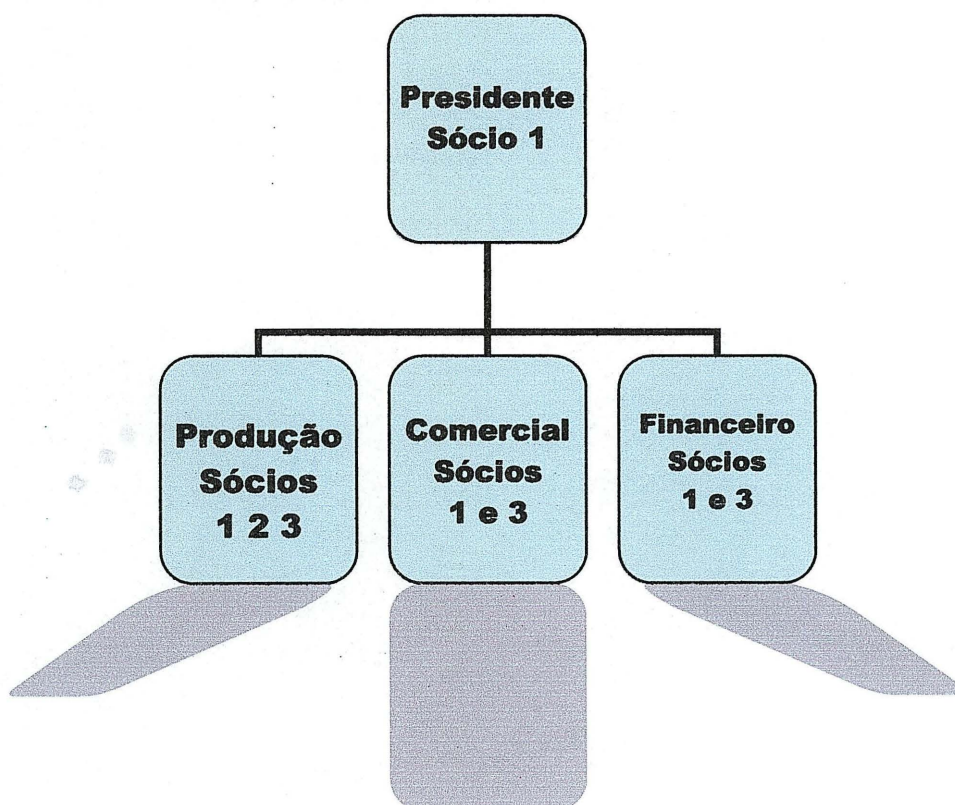 Presidente
Sócio 1
Produção
Sócios
1 2 3
Comercial
Sócios
1 e 3
Financeiro
Sócios
1 e 3